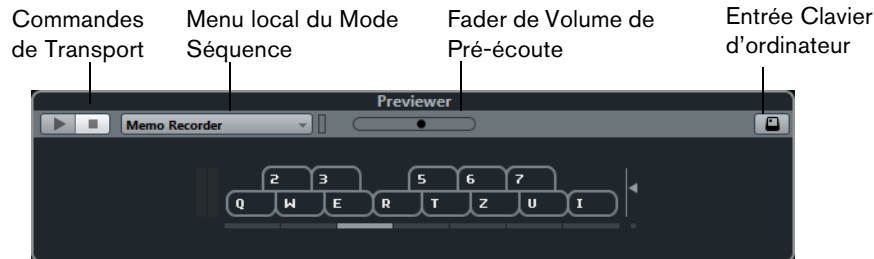 Commandes
de Transport
Menu local du Mode
Séquence
Fader de Volume de
Pré-écoute
Entrée Clavier
d'ordinateur
Previewer
Memo Recorder
2 3 5 6 7
Q W E R T Z U I